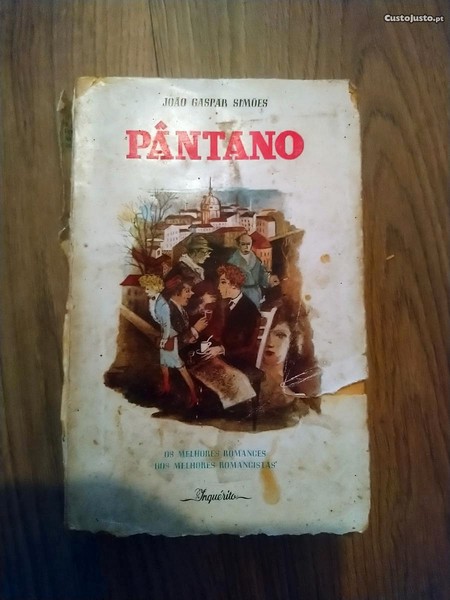 CustoJusto.pt
JOÃO GASPAR SIMÕES
PÂNTANO
OS MELHORES ROMANCES
DOS MELHORES ROMANCISTAS
Inquérito